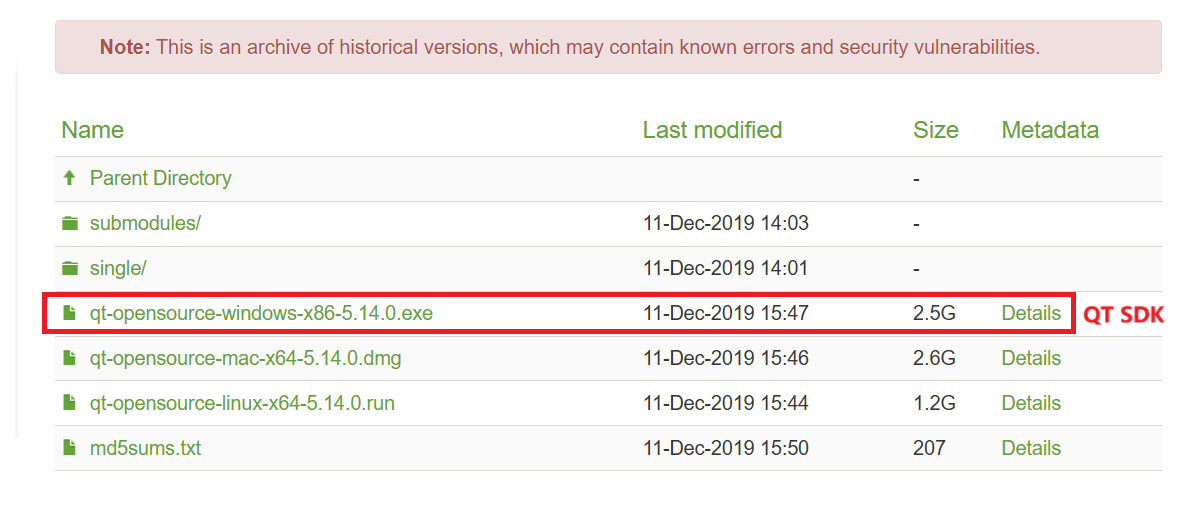 Note: This is an archive of historical versions, which may contain known errors and security vulnerabilities.
Name Last modified Size Metadata
Parent Directory -
submodules/ 11-Dec-2019 14:03 -
single/ 11-Dec-2019 14:01 -
qt-opensource-windows-x86-5.14.0.exe 11-Dec-2019 15:47 2.5G Details QT SDK
qt-opensource-mac-x64-5.14.0.dmg 11-Dec-2019 15:46 2.6G Details
qt-opensource-linux-x64-5.14.0.run 11-Dec-2019 15:44 1.2G Details
md5sums.txt 11-Dec-2019 15:50 207 Details